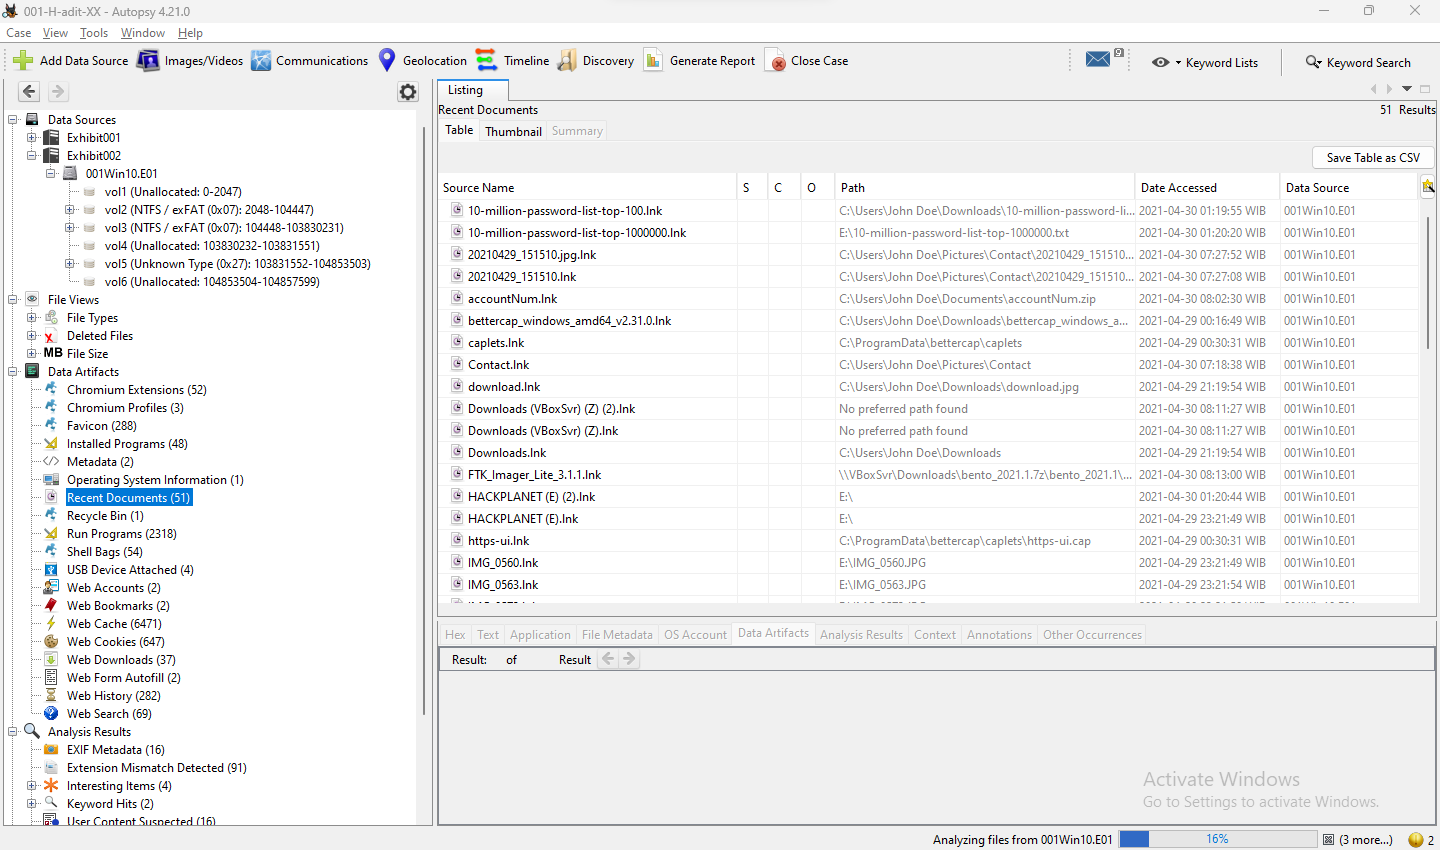 001-H-adit-XX - Autopsy 4.21.0
Case View Tools Window Help
Add Data Source Images/Videos Communications Geolocation Timeline Discovery Generate Report Close Case 9 Keyword Lists Keyword Search
Data Sources
Exhibit001
Exhibit002
001Win10.E01
vol1 (Unallocated: 0-2047)
vol2 (NTFS / exFAT (0x07): 2048-104447)
vol3 (NTFS / exFAT (0x07): 104448-103830231)
vol4 (Unallocated: 103830232-103831551)
vol5 (Unknown Type (0x27): 103831552-104853503)
vol6 (Unallocated: 104853504-104857599)
File Views
File Types
Deleted Files
MB File Size
Data Artifacts
Chromium Extensions (52)
Chromium Profiles (3)
Favicon (288)
Installed Programs (48)
Metadata (2)
Operating System Information (1)
Recent Documents (51)
Recycle Bin (1)
Run Programs (2318)
Shell Bags (54)
USB Device Attached (4)
Web Accounts (2)
Web Bookmarks (2)
Web Cache (6471)
Web Cookies (647)
Web Downloads (37)
Web Form Autofill (2)
Web History (282)
Web Search (69)
Analysis Results
EXIF Metadata (16)
Extension Mismatch Detected (91)
Interesting Items (4)
Keyword Hits (2)
User Content Suspected (16)
Listing
Recent Documents 51 Results
Table Thumbnail Summary
Save Table as CSV
Source Name S C O Path Date Accessed Data Source
10-million-password-list-top-100.lnk C:\Users\John Doe\Downloads\10-million-password-li... 2021-04-30 01:19:55 WIB 001Win10.E01
10-million-password-list-top-1000000.lnk E:\10-million-password-list-top-1000000.txt 2021-04-30 01:20:20 WIB 001Win10.E01
20210429_151510.jpg.lnk C:\Users\John Doe\Pictures\Contact\20210429_151510... 2021-04-30 07:27:52 WIB 001Win10.E01
20210429_151510.lnk C:\Users\John Doe\Pictures\Contact\20210429_151510... 2021-04-30 07:27:08 WIB 001Win10.E01
accountNum.lnk C:\Users\John Doe\Documents\accountNum.zip 2021-04-30 08:02:30 WIB 001Win10.E01
bettercap_windows_amd64_v2.31.0.lnk C:\Users\John Doe\Downloads\bettercap_windows_a... 2021-04-29 00:16:49 WIB 001Win10.E01
caplets.lnk C:\ProgramData\bettercap\caplets 2021-04-29 00:30:31 WIB 001Win10.E01
Contact.lnk C:\Users\John Doe\Pictures\Contact 2021-04-30 07:18:38 WIB 001Win10.E01
download.lnk C:\Users\John Doe\Downloads\download.jpg 2021-04-29 21:19:54 WIB 001Win10.E01
Downloads (VBoxSvr) (Z) (2).lnk No preferred path found 2021-04-30 08:11:27 WIB 001Win10.E01
Downloads (VBoxSvr) (Z).lnk No preferred path found 2021-04-30 08:11:27 WIB 001Win10.E01
Downloads.lnk C:\Users\John Doe\Downloads 2021-04-29 21:19:54 WIB 001Win10.E01
FTK_Imager_Lite_3.1.1.lnk \\VBoxSvr\Downloads\bento_2021.1.7z\bento_2021.1\... 2021-04-30 08:13:00 WIB 001Win10.E01
HACKPLANET (E) (2).lnk E:\ 2021-04-30 01:20:44 WIB 001Win10.E01
HACKPLANET (E).lnk E:\ 2021-04-29 23:21:49 WIB 001Win10.E01
https-ui.lnk C:\ProgramData\bettercap\caplets\https-ui.cap 2021-04-29 00:30:31 WIB 001Win10.E01
IMG_0560.lnk E:\IMG_0560.JPG 2021-04-29 23:21:49 WIB 001Win10.E01
IMG_0563.lnk E:\IMG_0563.JPG 2021-04-29 23:21:54 WIB 001Win10.E01
Hex Text Application File Metadata OS Account Data Artifacts Analysis Results Context Annotations Other Occurrences
Result: of Result
Activate Windows
Go to Settings to activate Windows.
Analyzing files from 001Win10.E01 16% (3 more...) 2